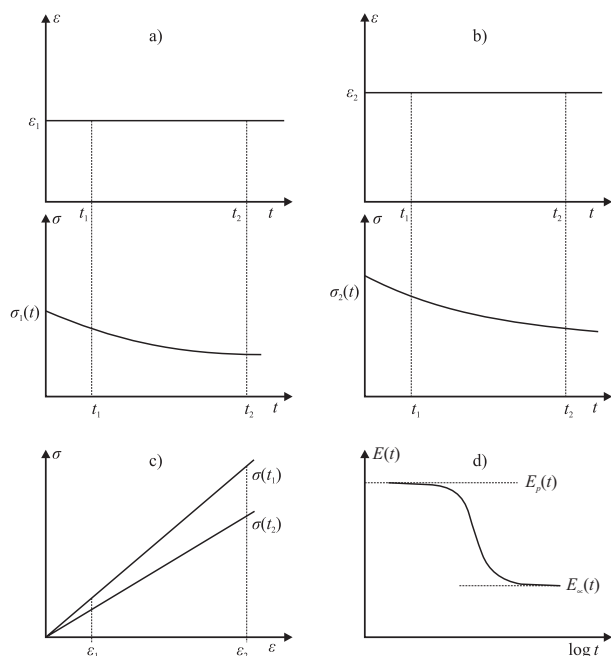 ε a) ε b)
ε₁ ε₂
t₁ t₂ t t₁ t₂ t
σ σ
σ₁(t) σ₂(t)
t₁ t₂ t t₁ t₂ t
σ c) E(t) d)
σ(t₁) Eₚ(t)
σ(t₂)
E∞(t)
ε₁ ε₂ ε log t